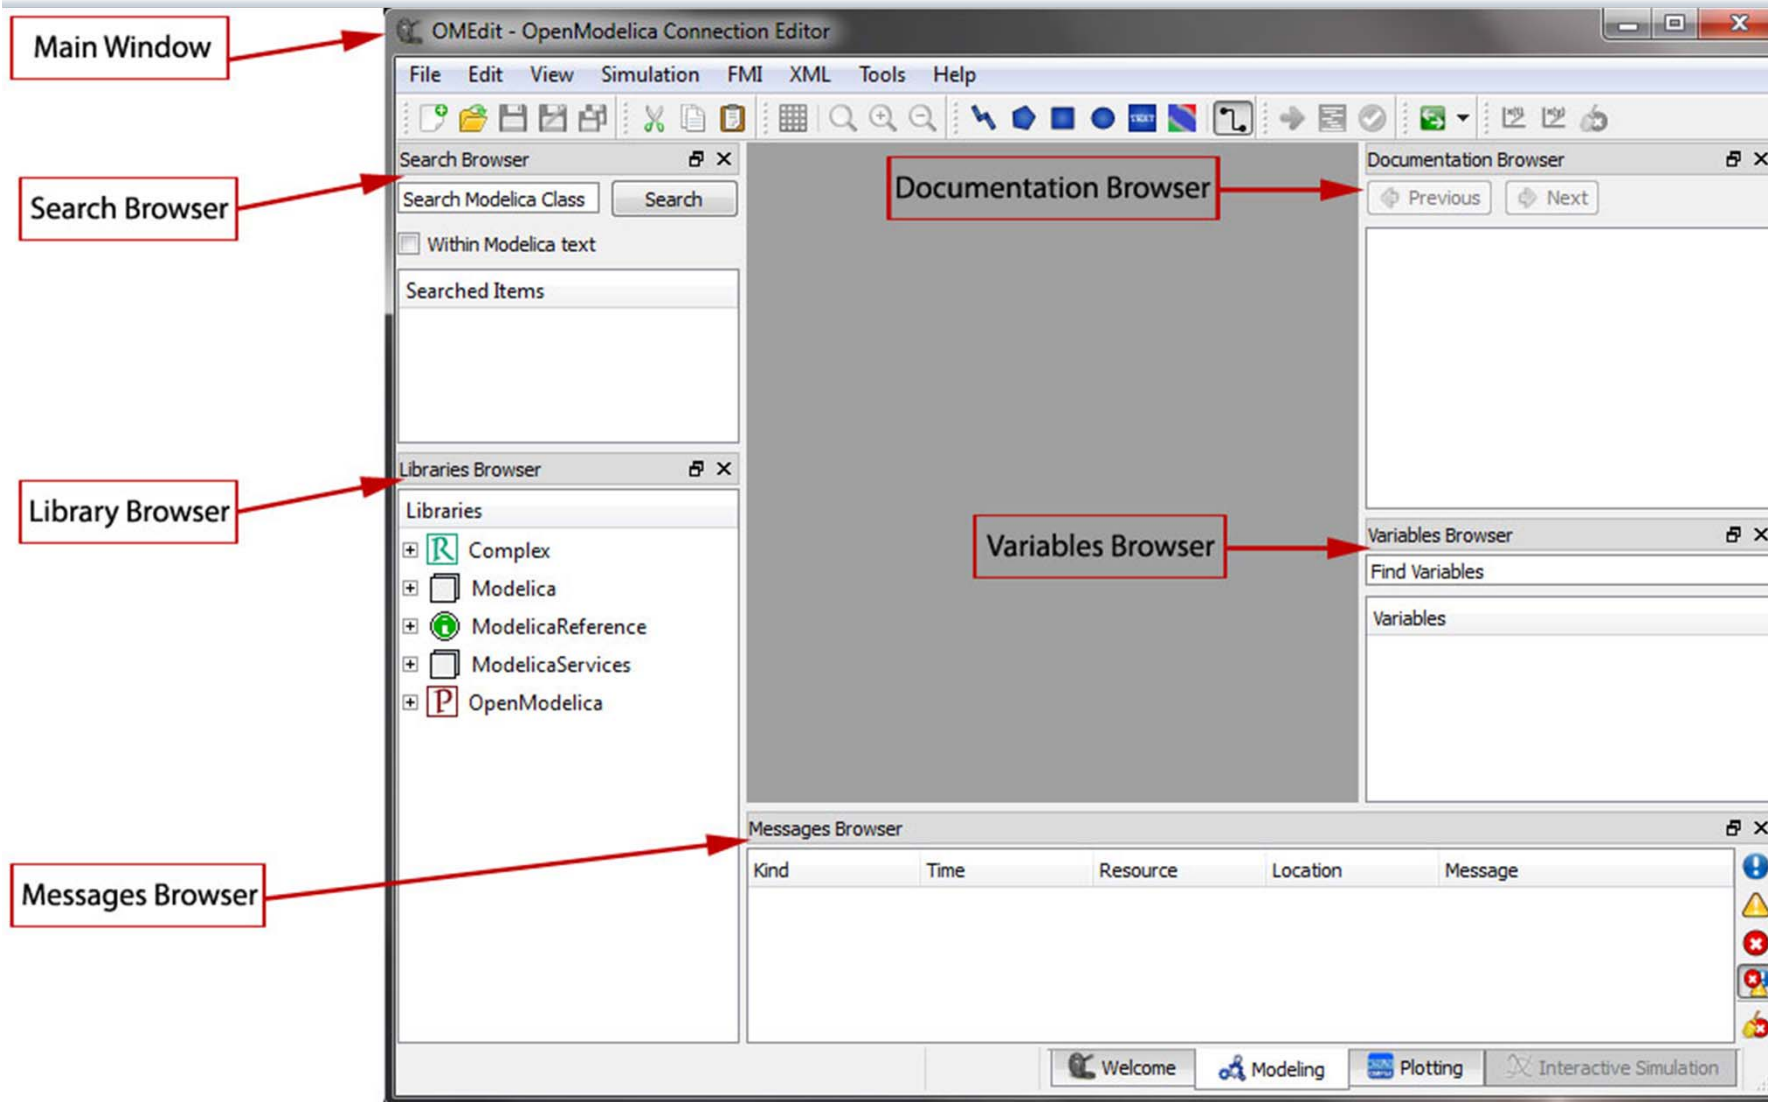 Main Window
OMEdit - OpenModelica Connection Editor
File Edit View Simulation FMI XML Tools Help
TEXT
Search Browser
Search Browser
Search Modelica Class Search
Within Modelica text
Searched Items
Documentation Browser
Documentation Browser
Previous Next
Library Browser
Libraries Browser
Libraries
Complex
Modelica
ModelicaReference
ModelicaServices
OpenModelica
Variables Browser
Variables Browser
Find Variables
Variables
Messages Browser
Messages Browser
Kind Time Resource Location Message
Welcome Modeling Plotting Interactive Simulation